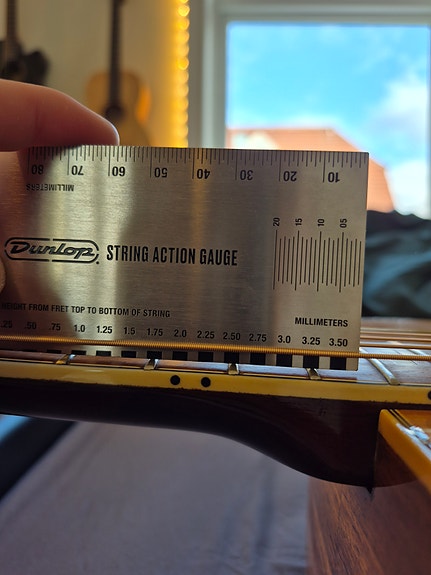 80 70 60 50 40 30 20 10
MILLIMETERS
20 15 10 05
Dunlop
STRING ACTION GAUGE
HEIGHT FROM FRET TOP TO BOTTOM OF STRING
MILLIMETERS
.25 .50 .75 1.0 1.25 1.5 1.75 2.0 2.25 2.50 2.75 3.0 3.25 3.50